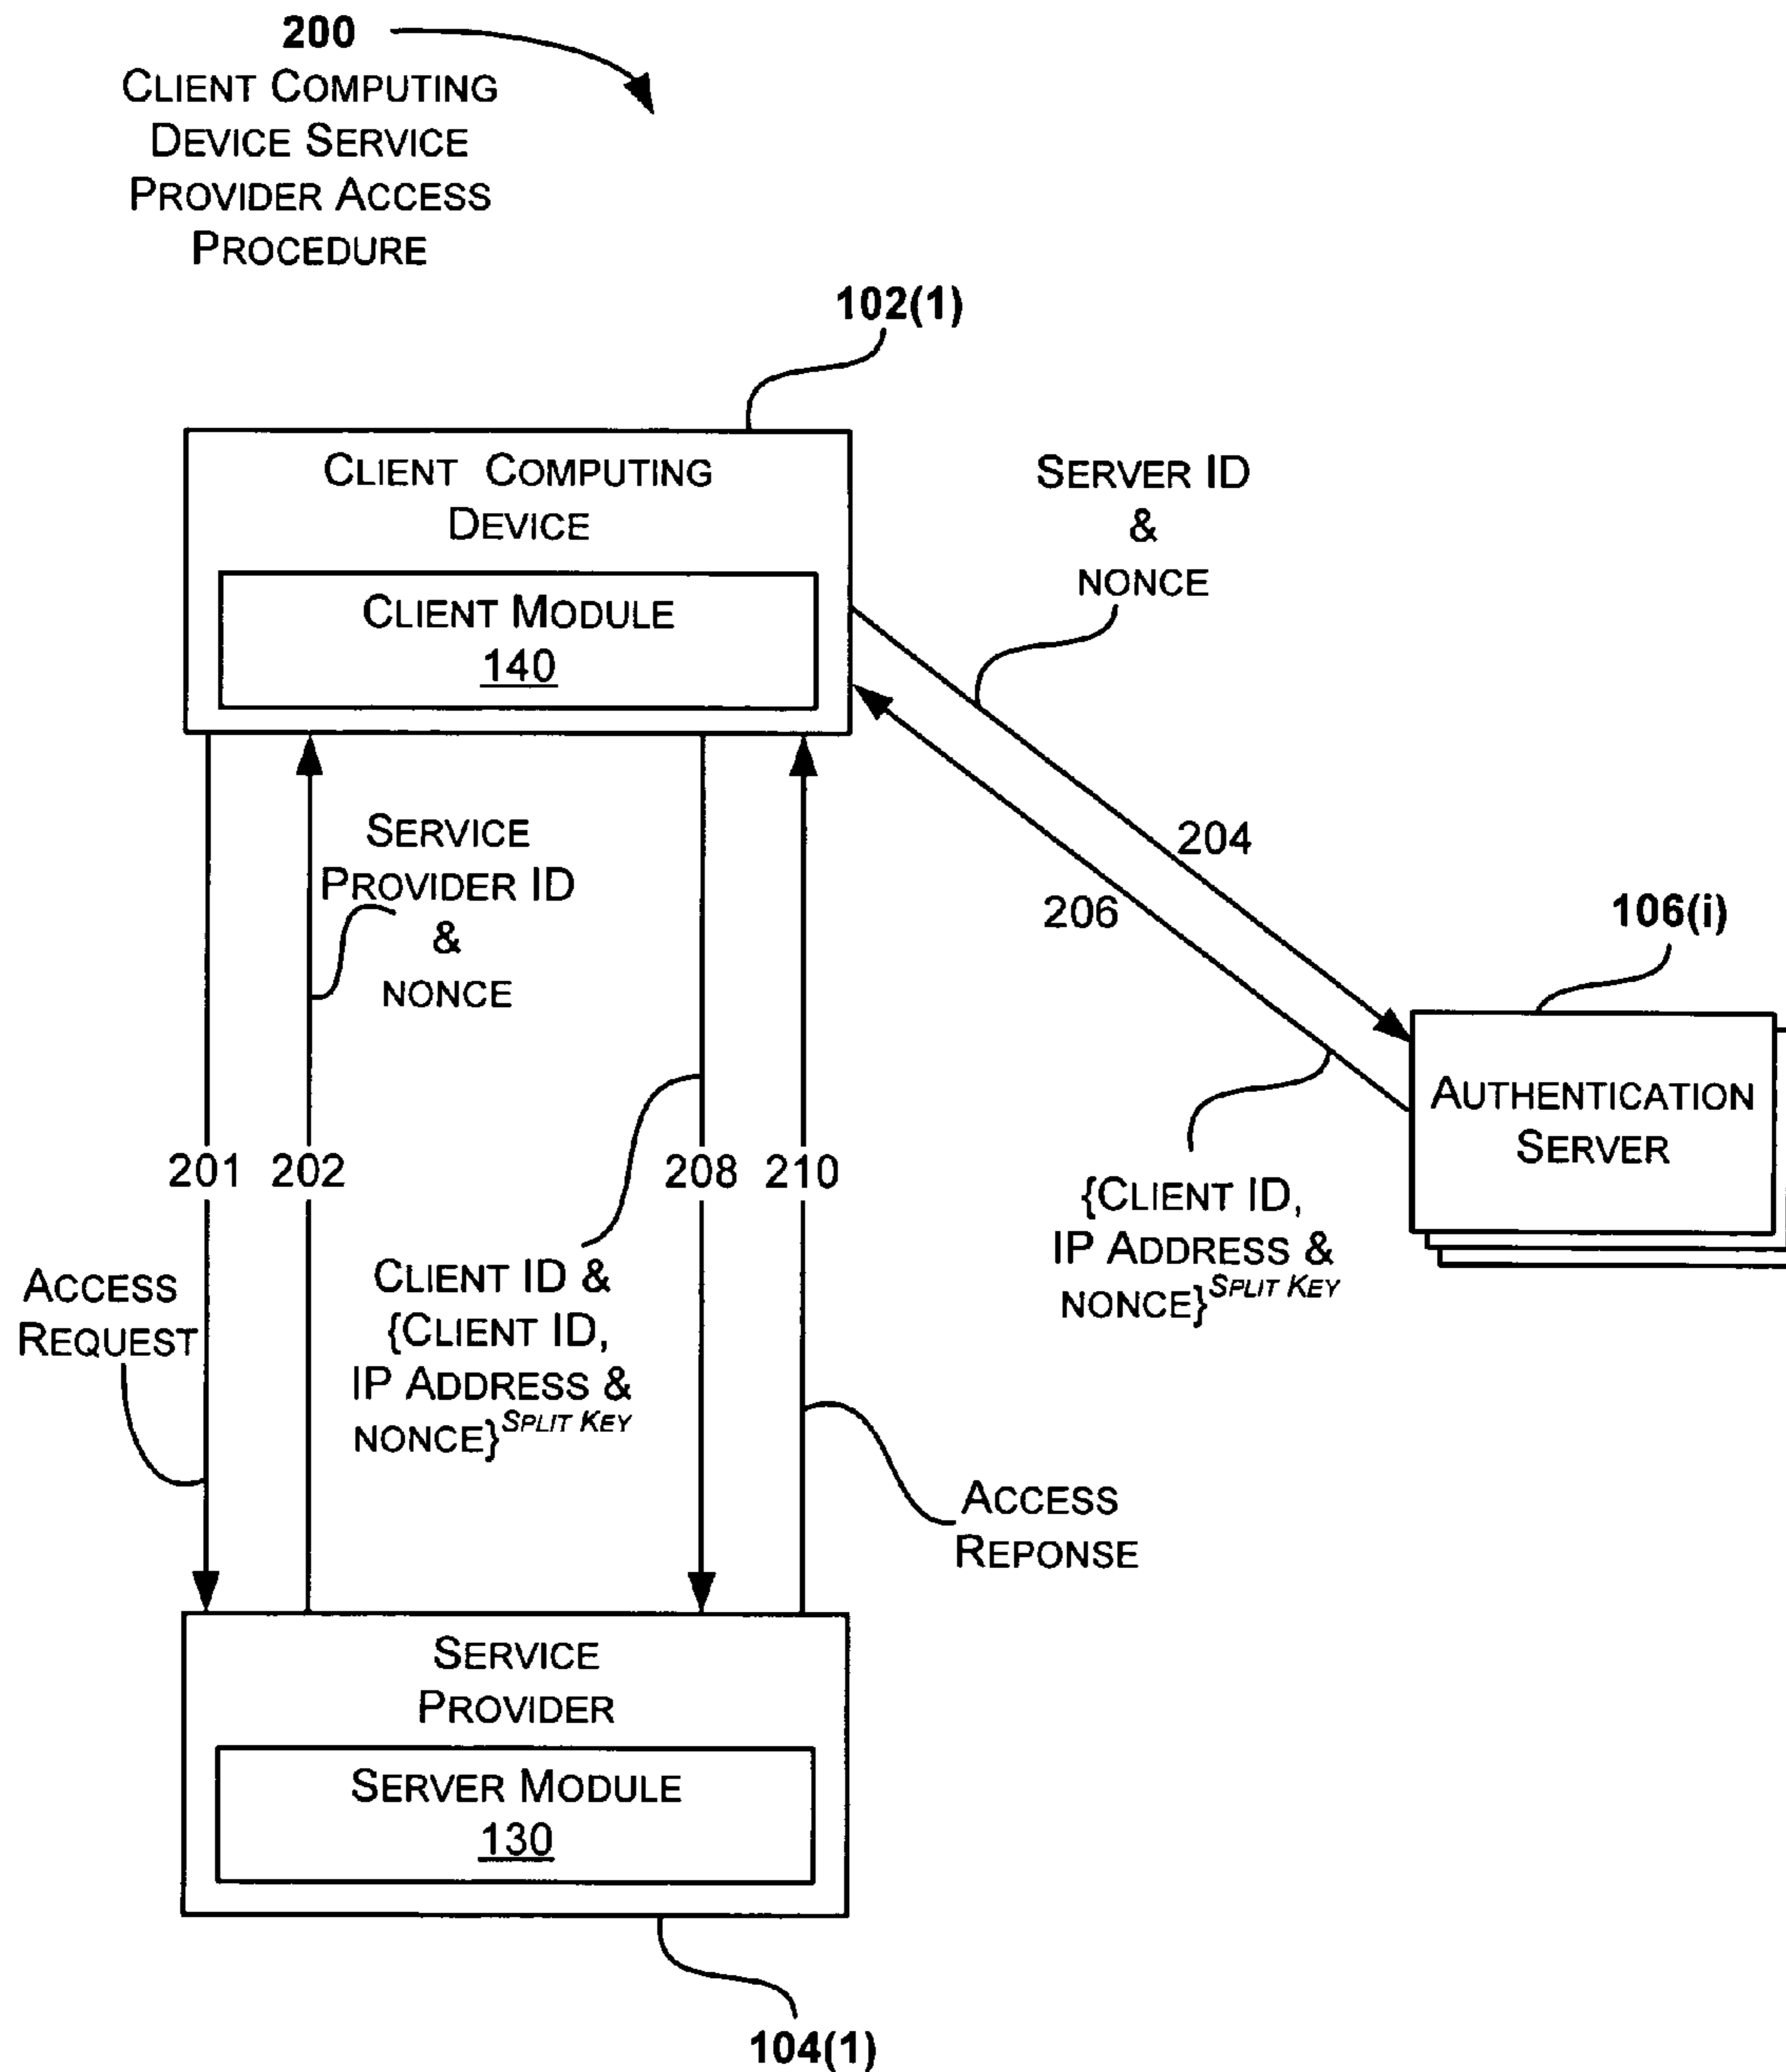 200
CLIENT COMPUTING
DEVICE SERVICE
PROVIDER ACCESS
PROCEDURE
102(1)
CLIENT COMPUTING
DEVICE
CLIENT MODULE
140
SERVER ID
&
NONCE
SERVICE
PROVIDER ID
&
NONCE
204
206
106(i)
AUTHENTICATION
SERVER
201
202
208
210
{CLIENT ID,
IP ADDRESS &
NONCE}SPLIT KEY
ACCESS
REQUEST
CLIENT ID &
{CLIENT ID,
IP ADDRESS &
NONCE}SPLIT KEY
ACCESS
REPONSE
SERVICE
PROVIDER
SERVER MODULE
130
104(1)